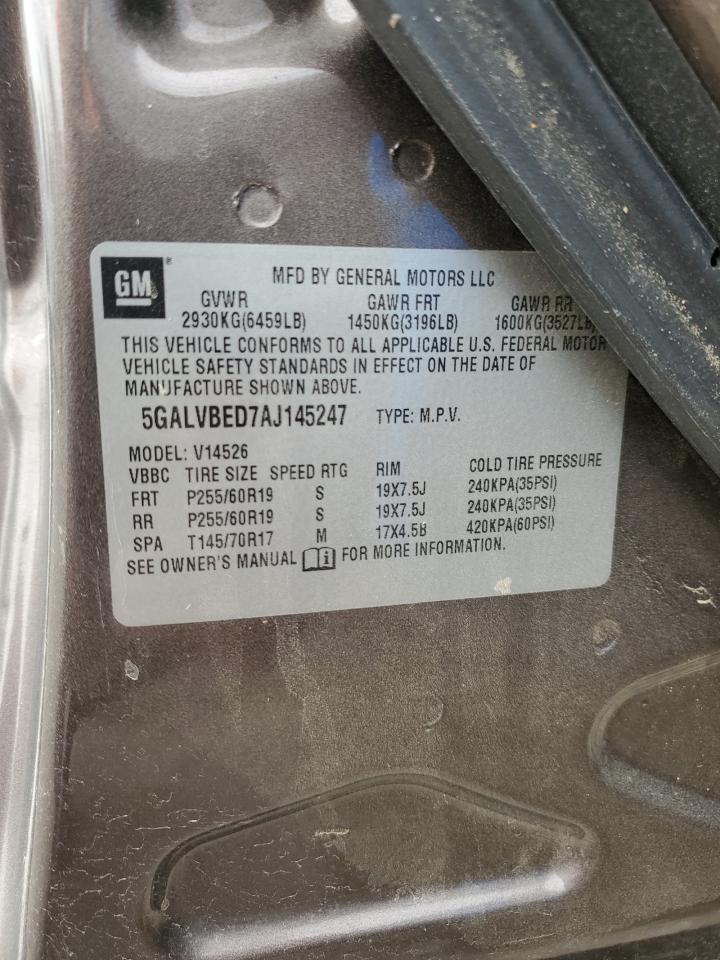 GM® MFD BY GENERAL MOTORS LLC
GVWR GAWR FRT GAWR RR
2930KG(6459LB) 1450KG(3196LB) 1600KG(3527LB)
THIS VEHICLE CONFORMS TO ALL APPLICABLE U.S. FEDERAL MOTOR
VEHICLE SAFETY STANDARDS IN EFFECT ON THE DATE OF
MANUFACTURE SHOWN ABOVE.
5GALVBED7AJ145247 TYPE: M.P.V.
MODEL: V14526
VBBC TIRE SIZE SPEED RTG RIM COLD TIRE PRESSURE
FRT P255/60R19 S 19X7.5J 240KPA(35PSI)
RR P255/60R19 S 19X7.5J 240KPA(35PSI)
SPA T145/70R17 M 17X4.5B 420KPA(60PSI)
SEE OWNER'S MANUAL i FOR MORE INFORMATION.